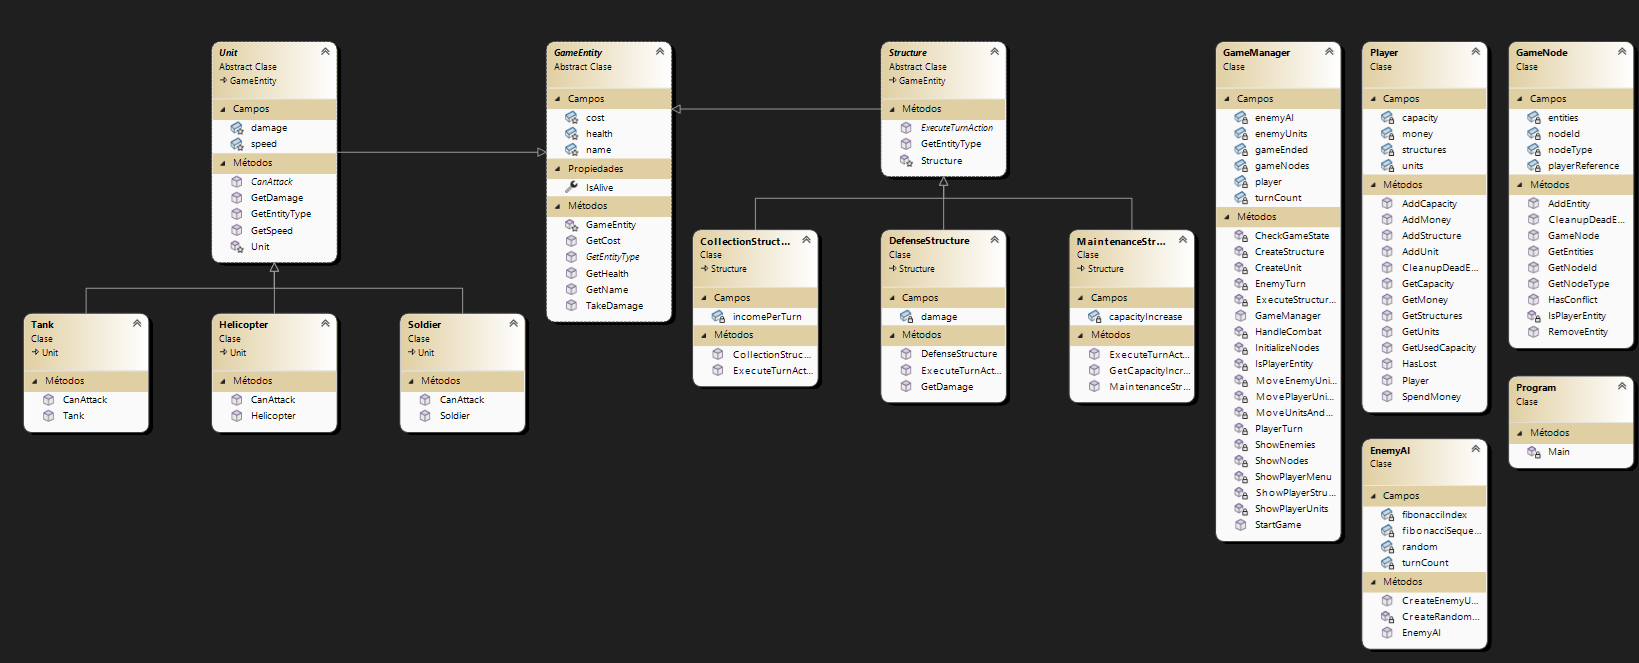 Unit
Abstract Clase
GameEntity
Campos
damage
speed
Métodos
CanAttack
GetDamage
GetEntityType
GetSpeed
Unit
GameEntity
Abstract Clase
Campos
cost
health
name
Propiedades
IsAlive
Métodos
GameEntity
GetCost
GetEntityType
GetHealth
GetName
TakeDamage
Structure
Abstract Clase
GameEntity
Métodos
ExecuteTurnAction
GetEntityType
Structure
Tank
Clase
Unit
Métodos
CanAttack
Tank
Helicopter
Clase
Unit
Métodos
CanAttack
Helicopter
Soldier
Clase
Unit
Métodos
CanAttack
Soldier
CollectionStruct...
Clase
Structure
Campos
incomePerTurn
Métodos
CollectionStruc...
ExecuteTurnAct...
DefenseStructure
Clase
Structure
Campos
damage
Métodos
DefenseStructure
ExecuteTurnAct...
GetDamage
MaintenanceStr...
Clase
Structure
Campos
capacityIncrease
Métodos
ExecuteTurnAct...
GetCapacityIncr...
MaintenanceStr...
GameManager
Clase
Campos
enemyAI
enemyUnits
gameEnded
gameNodes
player
turnCount
Métodos
CheckGameState
CreateStructure
CreateUnit
EnemyTurn
ExecuteStructur...
GameManager
HandleCombat
InitializeNodes
IsPlayerEntity
MoveEnemyUni...
MovePlayerUni...
MoveUnitsAnd...
PlayerTurn
ShowEnemies
ShowNodes
ShowPlayerMenu
ShowPlayerStru...
ShowPlayerUnits
StartGame
Player
Clase
Campos
capacity
money
structures
units
Métodos
AddCapacity
AddMoney
AddStructure
AddUnit
CleanupDeadE...
GetCapacity
GetMoney
GetStructures
GetUnits
GetUsedCapacity
HasLost
Player
SpendMoney
GameNode
Clase
Campos
entities
nodeId
nodeType
playerReference
Métodos
AddEntity
CleanupDeadE...
GameNode
GetEntities
GetNodeId
GetNodeType
HasConflict
IsPlayerEntity
RemoveEntity
Program
Clase
Métodos
Main
EnemyAI
Clase
Campos
fibonacciIndex
fibonacciSeque...
random
turnCount
Métodos
CreateEnemyU...
CreateRandom...
EnemyAI